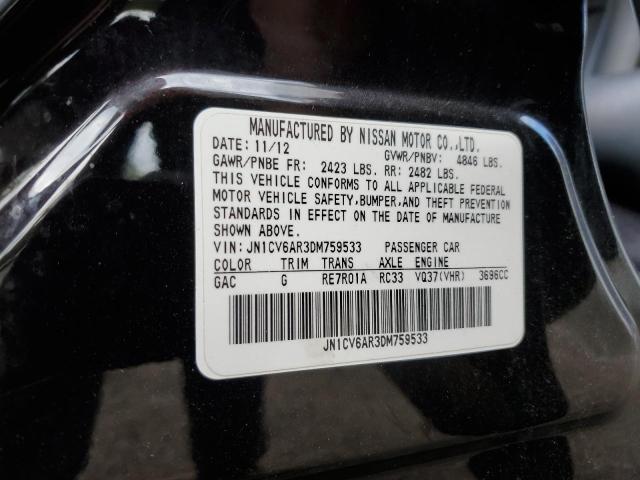 MANUFACTURED BY NISSAN MOTOR CO.,LTD.
DATE: 11/12 GVWR/PNBV: 4846 LBS.
GAWR/PNBE FR: 2423 LBS. RR: 2482 LBS.
THIS VEHICLE CONFORMS TO ALL APPLICABLE FEDERAL
MOTOR VEHICLE SAFETY,BUMPER,AND THEFT PREVENTION
STANDARDS IN EFFECT ON THE DATE OF MANUFACTURE
SHOWN ABOVE.
VIN: JN1CV6AR3DM759533 PASSENGER CAR
COLOR TRIM TRANS AXLE ENGINE
GAC G RE7R01A RC33 VQ37(VHR) 3696CC
JN1CV6AR3DM759533